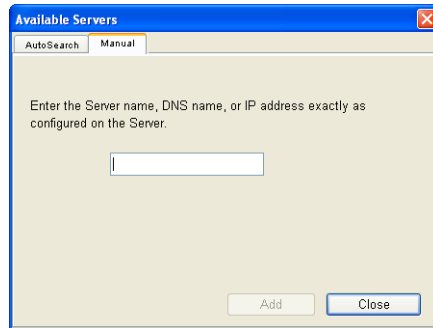 Available Servers
AutoSearch Manual
Enter the Server name, DNS name, or IP address exactly as
configured on the Server.
Add Close